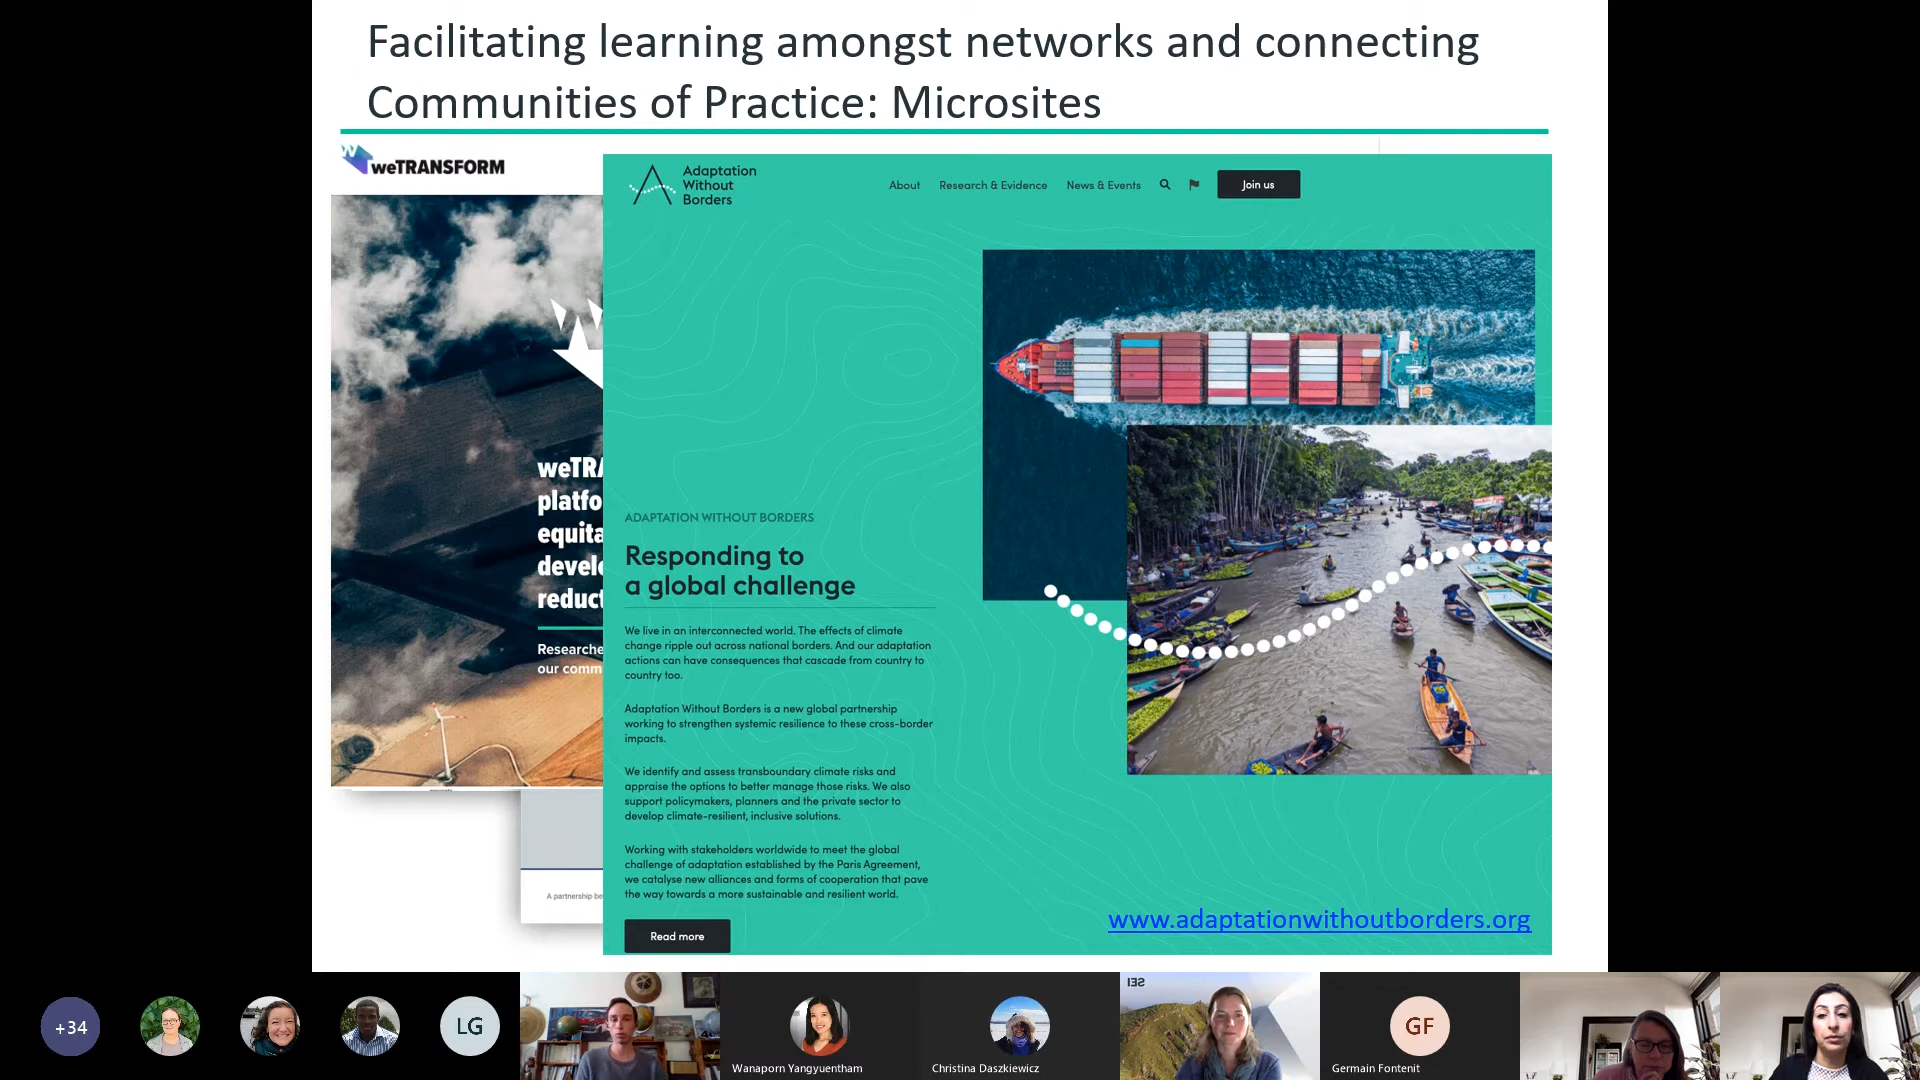 Facilitating learning amongst networks and connecting
Communities of Practice: Microsites
weTRANSFORM
Adaptation
Without
Borders
About
Research & Evidence
News & Events
Join us
weTRA
platfo
equita
develo
reduct
Researche
our comm
ADAPTATION WITHOUT BORDERS
Responding to
a global challenge
We live in an interconnected world. The effects of climate
change ripple out across national borders. And our adaptation
actions can have consequences that cascade from country to
country too.
Adaptation Without Borders is a new global partnership
working to strengthen systemic resilience to these cross-border
impacts.
We identify and assess transboundary climate risks and
appraise the options to better manage those risks. We also
support policymakers, planners and the private sector to
develop climate-resilient, inclusive solutions.
Working with stakeholders worldwide to meet the global
challenge of adaptation established by the Paris Agreement,
we catalyse new alliances and forms of cooperation that pave
the way towards a more sustainable and resilient world.
Read more
A partnership be
www.adaptationwithoutborders.org
+34
LG
Wanaporn Yangyuentham
Christina Daszkiewicz
SEI
GF
Germain Fontenit